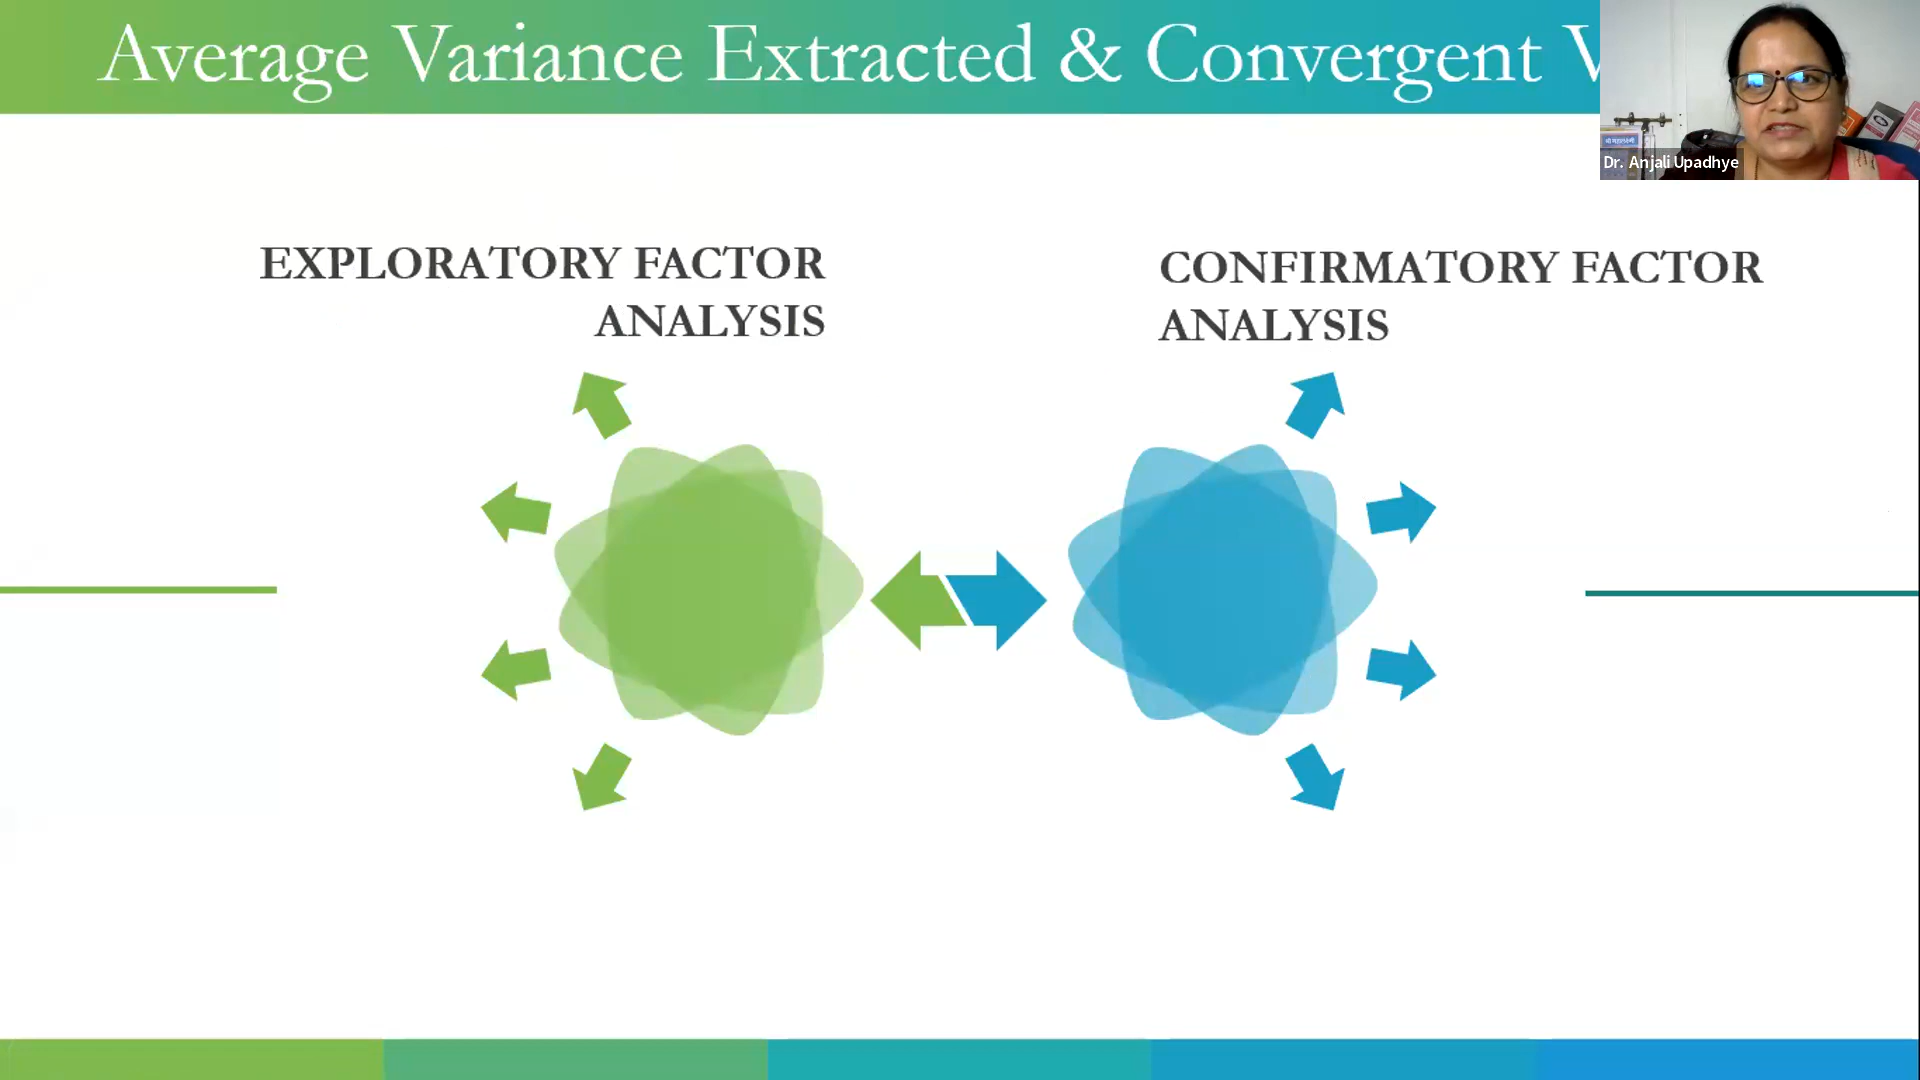 Average Variance Extracted & Convergent V
Dr. Anjali Upadhye
EXPLORATORY FACTOR
ANALYSIS
CONFIRMATORY FACTOR
ANALYSIS